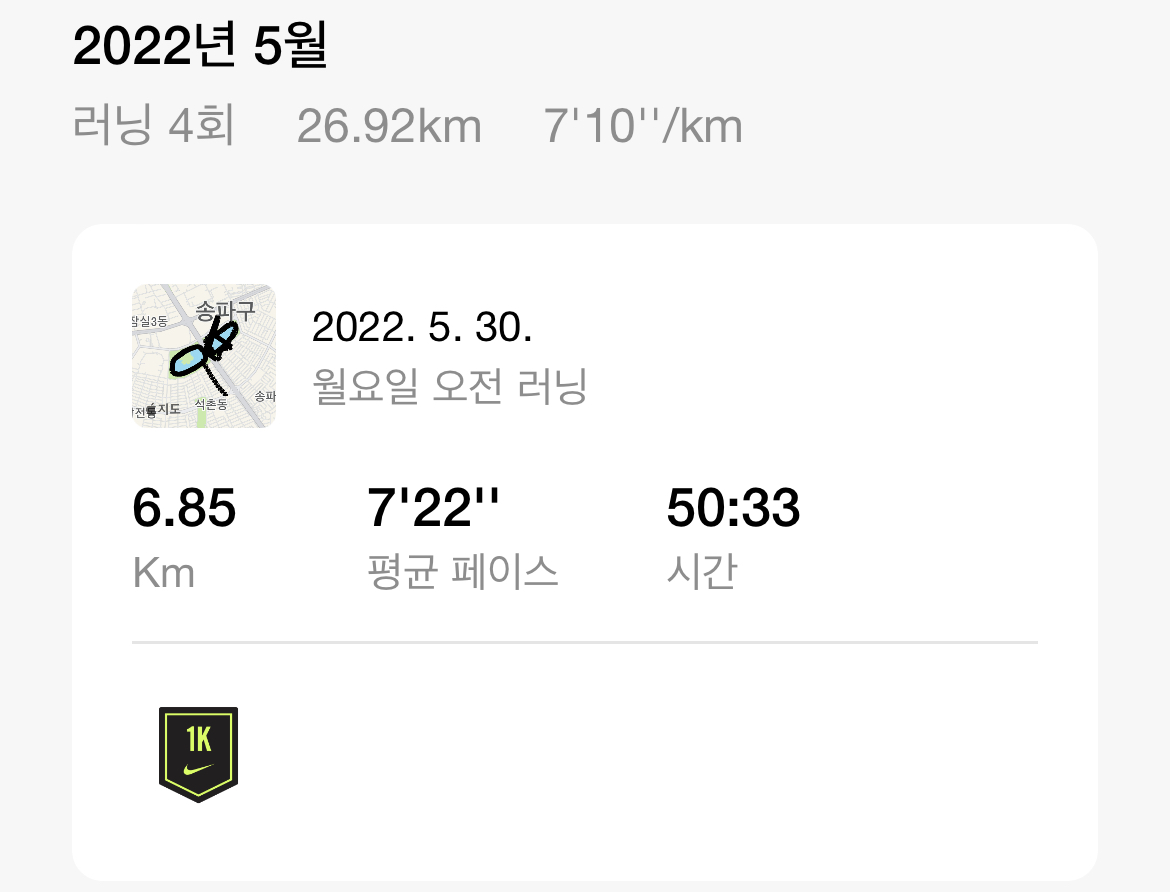 2022년 5월
러닝 4회 26.92km 7'10''/km
송파구
잠실3동
송파
석촌동
2022. 5. 30.
월요일 오전 러닝
6.85 7'22'' 50:33
Km 평균 페이스 시간
1K